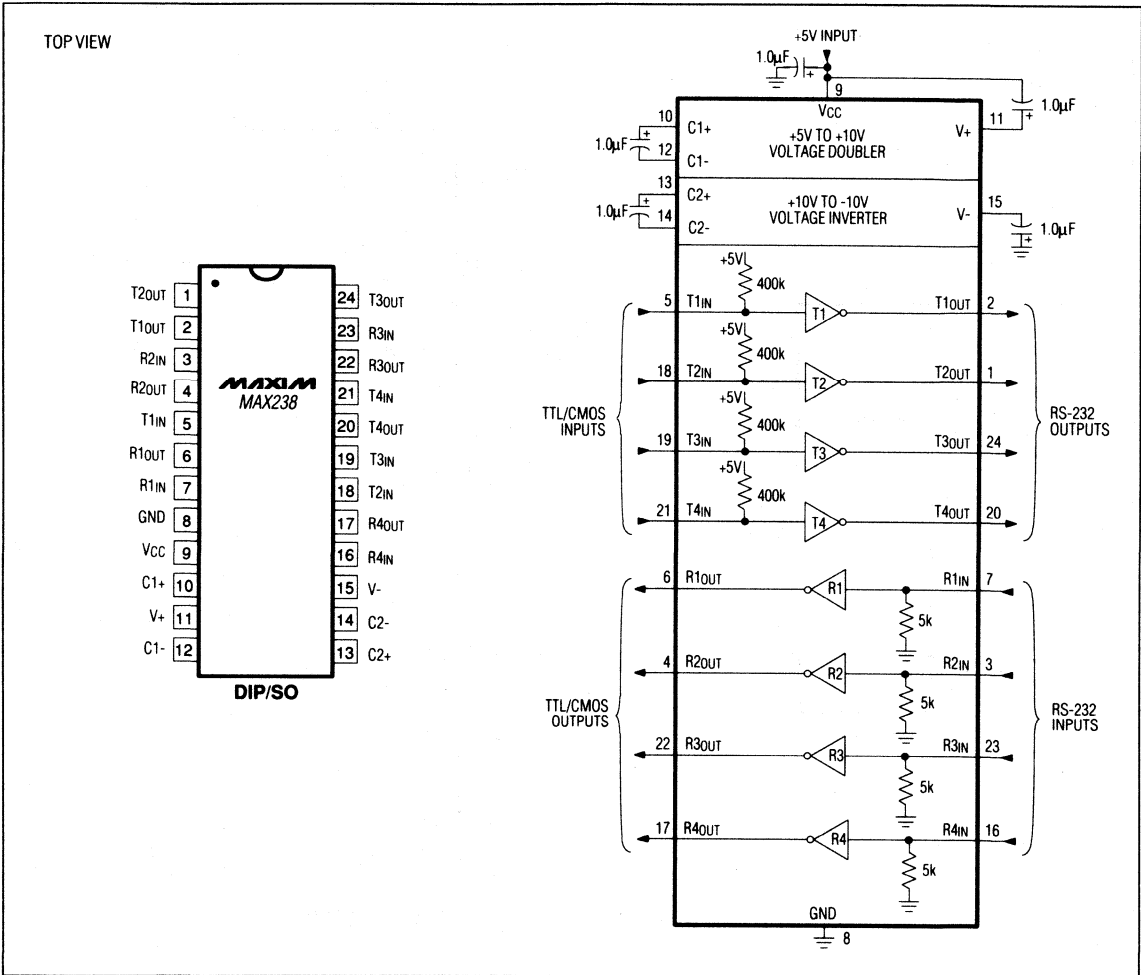 TOP VIEW
T2OUT 1
T1OUT 2
R2IN 3
R2OUT 4
T1IN 5
R1OUT 6
R1IN 7
GND 8
VCC 9
C1+ 10
V+ 11
C1- 12
MAXIM
MAX238
24 T3OUT
23 R3IN
22 R3OUT
21 T4IN
20 T4OUT
19 T3IN
18 T2IN
17 R4OUT
16 R4IN
15 V-
14 C2-
13 C2+
DIP/SO
+5V INPUT
1.0µF
+
9
VCC
+
1.0µF
10 C1+
+
1.0µF
12 C1-
+5V TO +10V
VOLTAGE DOUBLER
V+ 11
13 C2+
+
1.0µF
14 C2-
+10V TO -10V
VOLTAGE INVERTER
V- 15
+
1.0µF
+5V
400k
5 T1IN T1 T1OUT 2
+5V
400k
18 T2IN T2 T2OUT 1
+5V
400k
19 T3IN T3 T3OUT 24
+5V
400k
21 T4IN T4 T4OUT 20
TTL/CMOS
INPUTS
RS-232
OUTPUTS
6 R1OUT R1 R1IN 7
5k
4 R2OUT R2 R2IN 3
5k
22 R3OUT R3 R3IN 23
5k
17 R4OUT R4 R4IN 16
5k
TTL/CMOS
OUTPUTS
RS-232
INPUTS
GND
8